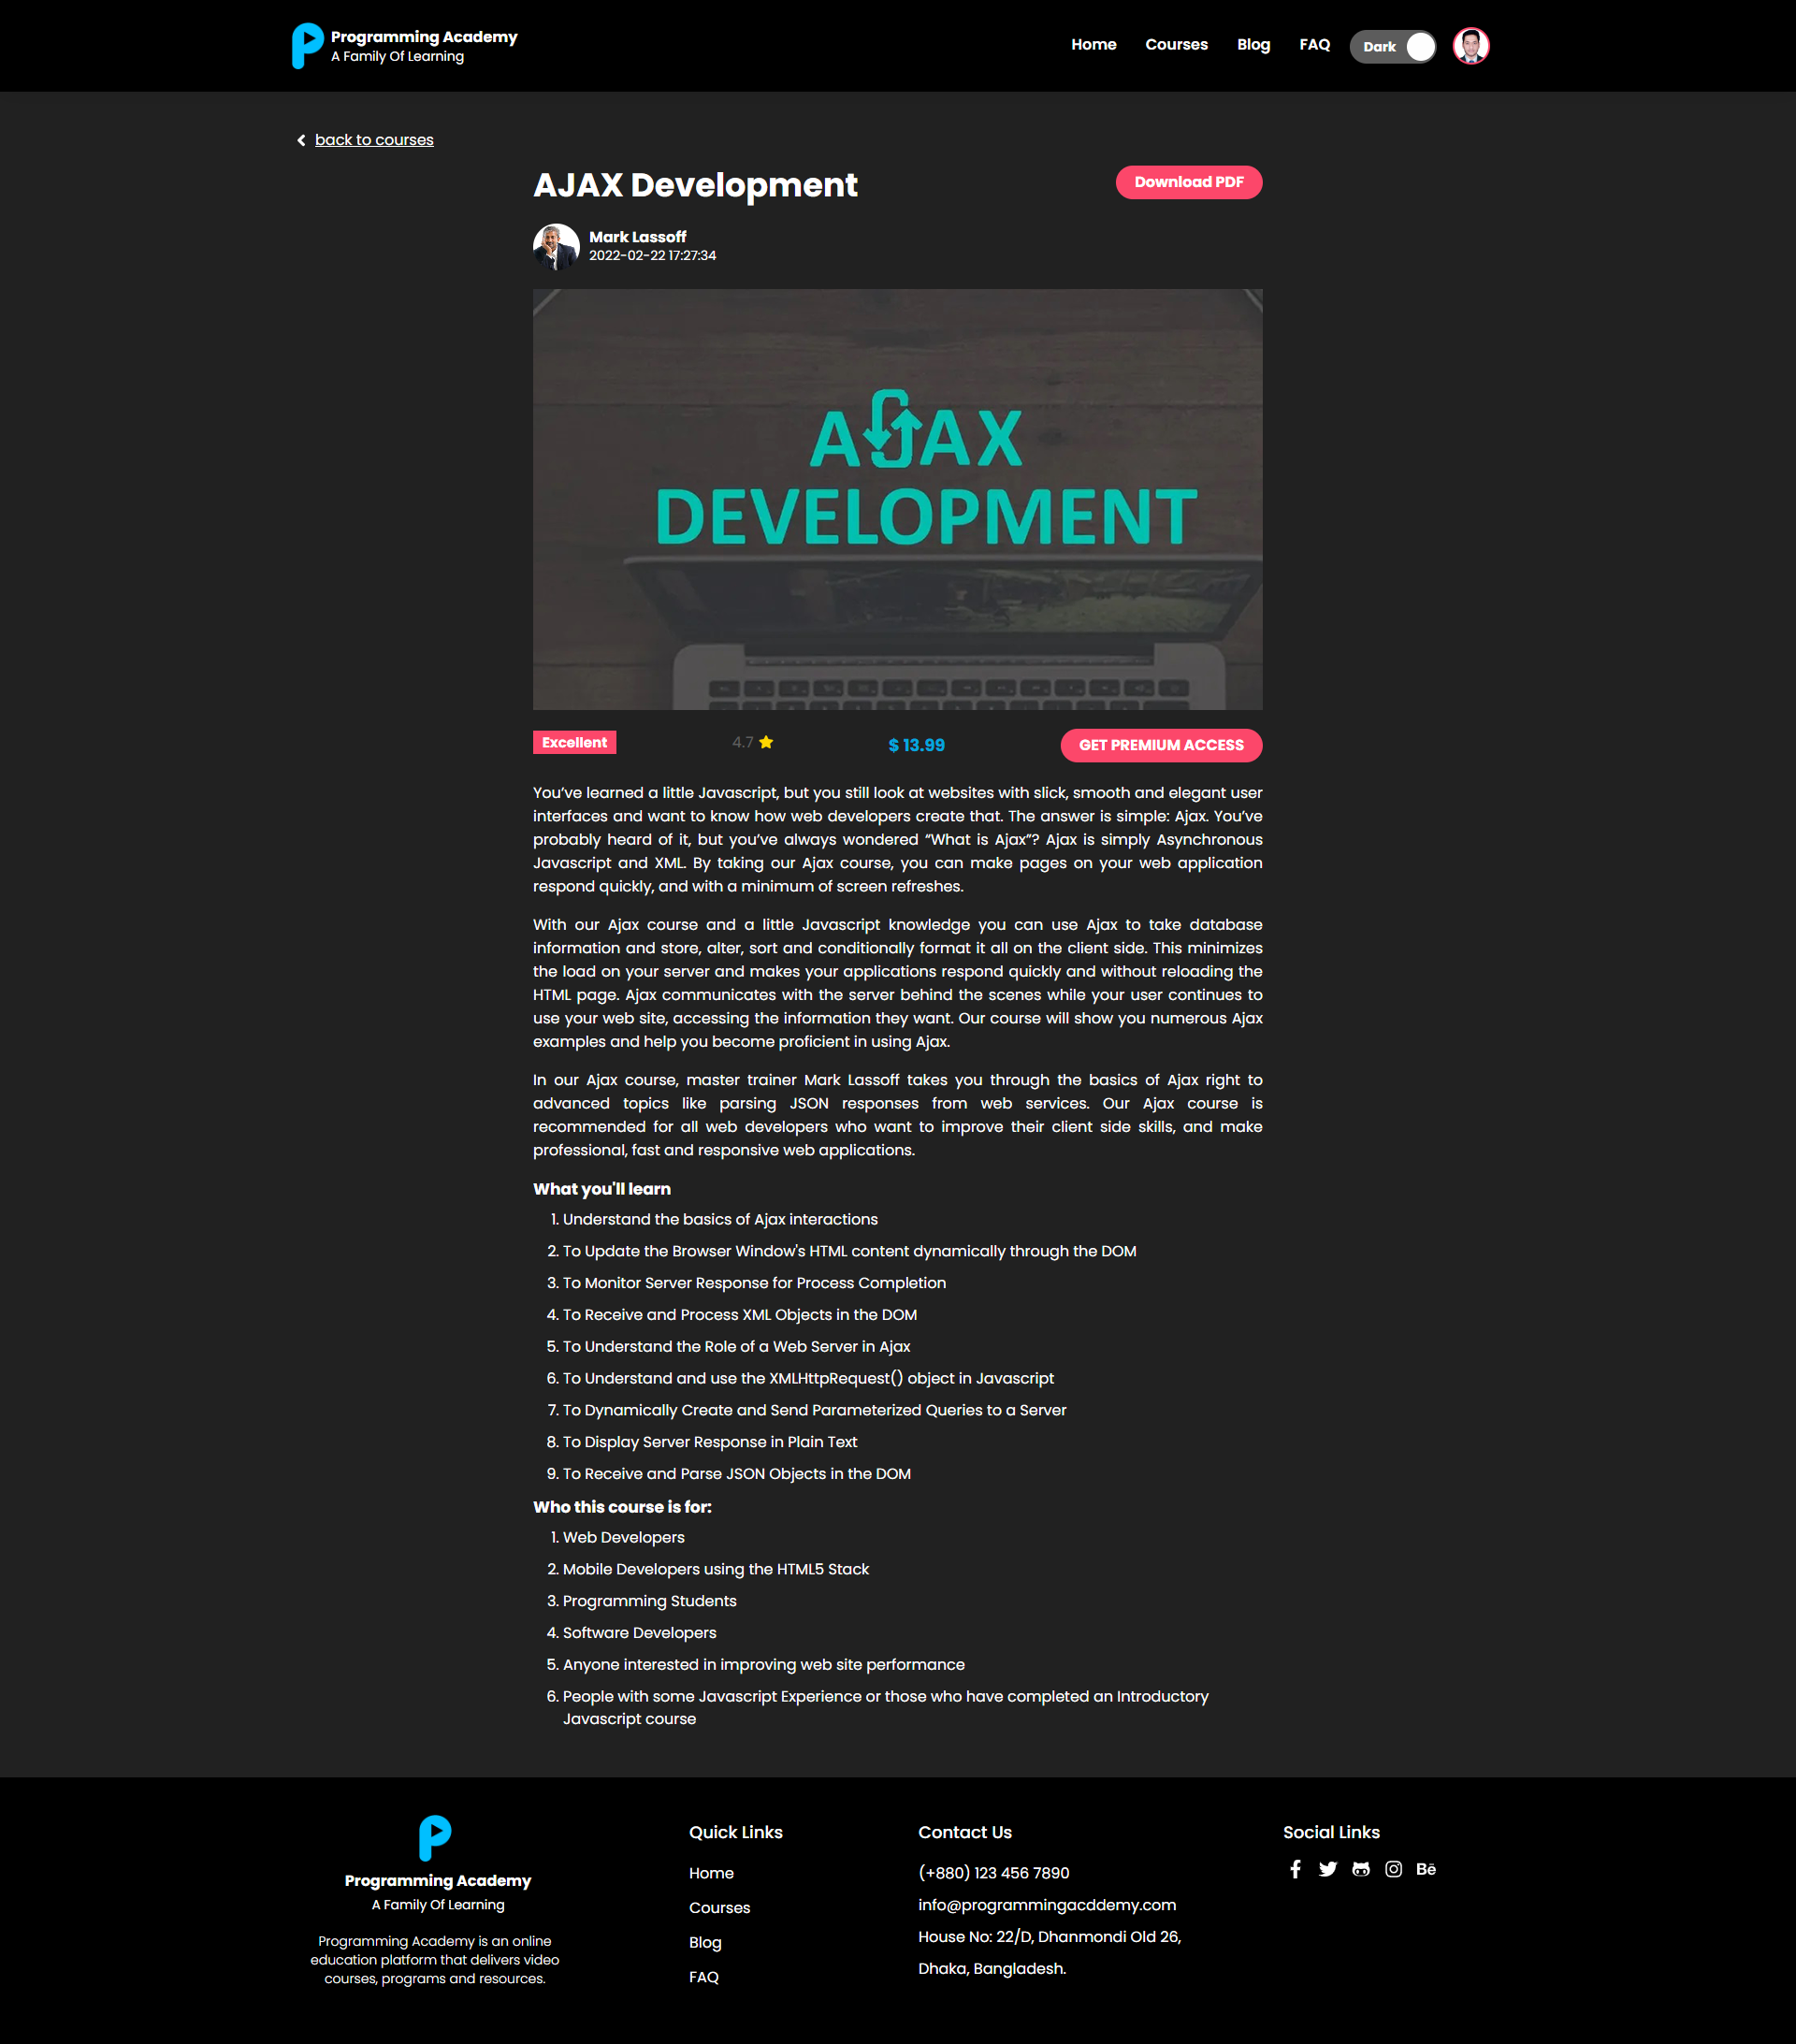 Programming Academy
A Family Of Learning
Home Courses Blog FAQ Dark
back to courses
AJAX Development
Download PDF
Mark Lassoff
2022-02-22 17:27:34
AJAX
DEVELOPMENT
Excellent 4.7 $ 13.99 GET PREMIUM ACCESS
You’ve learned a little Javascript, but you still look at websites with slick, smooth and elegant user
interfaces and want to know how web developers create that. The answer is simple: Ajax. You’ve
probably heard of it, but you’ve always wondered “What is Ajax”? Ajax is simply Asynchronous
Javascript and XML. By taking our Ajax course, you can make pages on your web application
respond quickly, and with a minimum of screen refreshes.
With our Ajax course and a little Javascript knowledge you can use Ajax to take database
information and store, alter, sort and conditionally format it all on the client side. This minimizes
the load on your server and makes your applications respond quickly and without reloading the
HTML page. Ajax communicates with the server behind the scenes while your user continues to
use your web site, accessing the information they want. Our course will show you numerous Ajax
examples and help you become proficient in using Ajax.
In our Ajax course, master trainer Mark Lassoff takes you through the basics of Ajax right to
advanced topics like parsing JSON responses from web services. Our Ajax course is
recommended for all web developers who want to improve their client side skills, and make
professional, fast and responsive web applications.
What you'll learn
1. Understand the basics of Ajax interactions
2. To Update the Browser Window's HTML content dynamically through the DOM
3. To Monitor Server Response for Process Completion
4. To Receive and Process XML Objects in the DOM
5. To Understand the Role of a Web Server in Ajax
6. To Understand and use the XMLHttpRequest() object in Javascript
7. To Dynamically Create and Send Parameterized Queries to a Server
8. To Display Server Response in Plain Text
9. To Receive and Parse JSON Objects in the DOM
Who this course is for:
1. Web Developers
2. Mobile Developers using the HTML5 Stack
3. Programming Students
4. Software Developers
5. Anyone interested in improving web site performance
6. People with some Javascript Experience or those who have completed an Introductory
Javascript course
Programming Academy
A Family Of Learning
Programming Academy is an online
education platform that delivers video
courses, programs and resources.
Quick Links
Home
Courses
Blog
FAQ
Contact Us
(+880) 123 456 7890
info@programmingacddemy.com
House No: 22/D, Dhanmondi Old 26,
Dhaka, Bangladesh.
Social Links
Bē